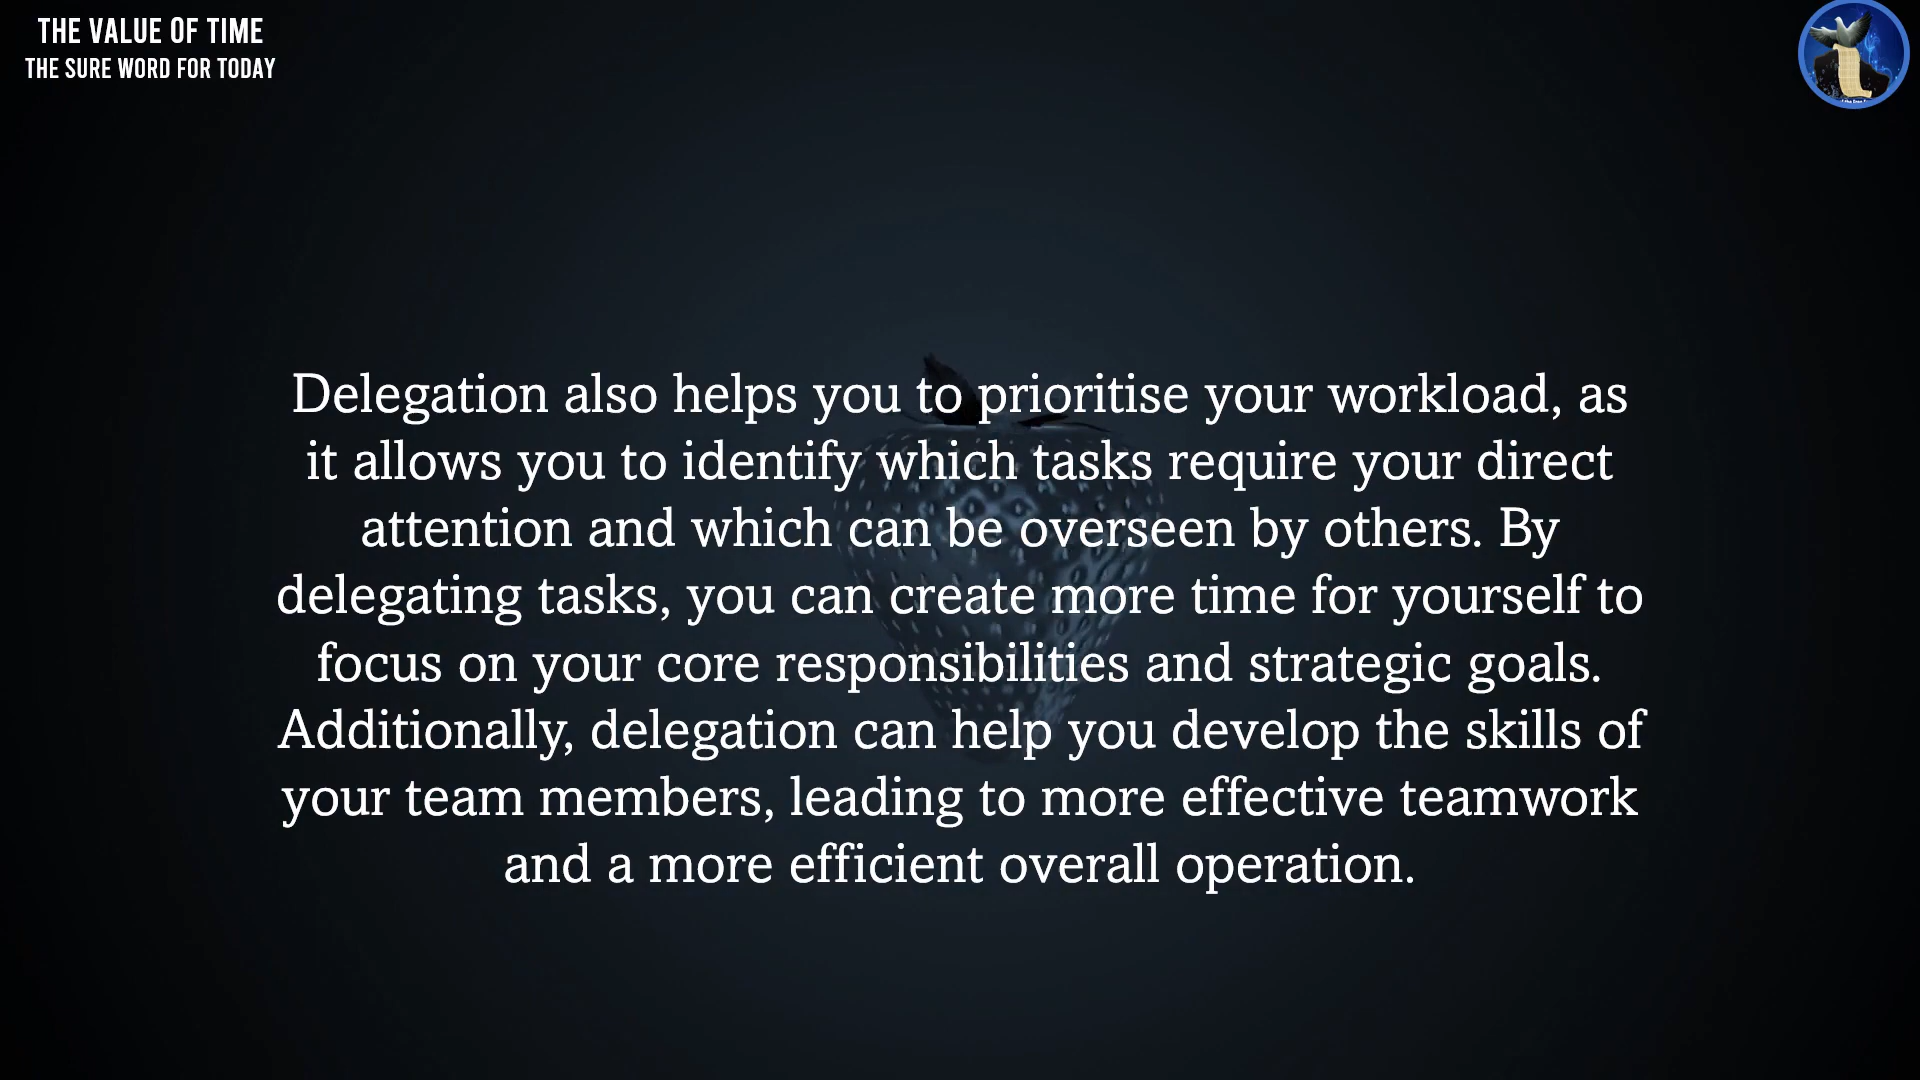 THE VALUE OF TIME
THE SURE WORD FOR TODAY
Delegation also helps you to prioritise your workload, as
it allows you to identify which tasks require your direct
attention and which can be overseen by others. By
delegating tasks, you can create more time for yourself to
focus on your core responsibilities and strategic goals.
Additionally, delegation can help you develop the skills of
your team members, leading to more effective teamwork
and a more efficient overall operation.